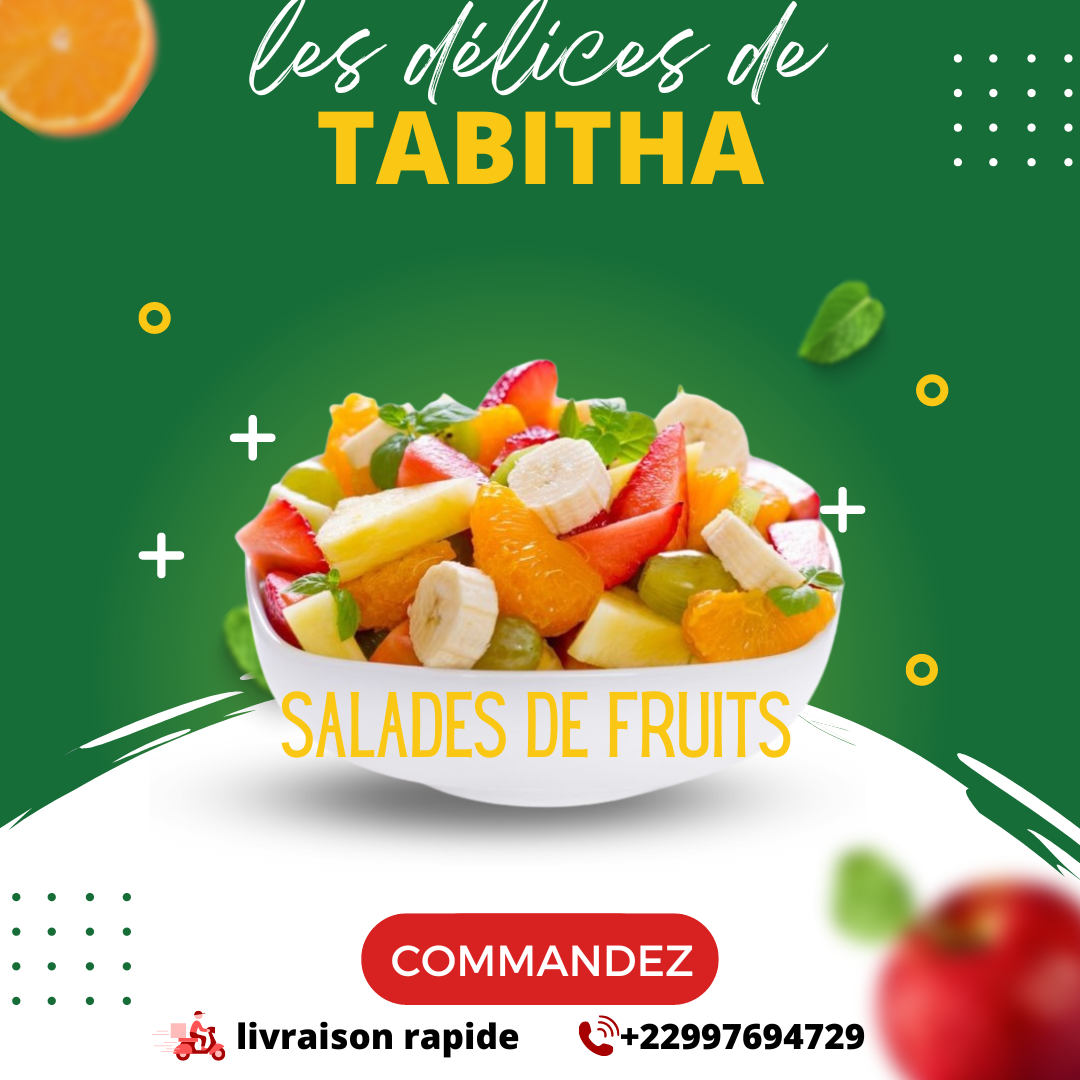 les délices de
TABITHA
SALADES DE FRUITS
COMMANDEZ
livraison rapide
+22997694729